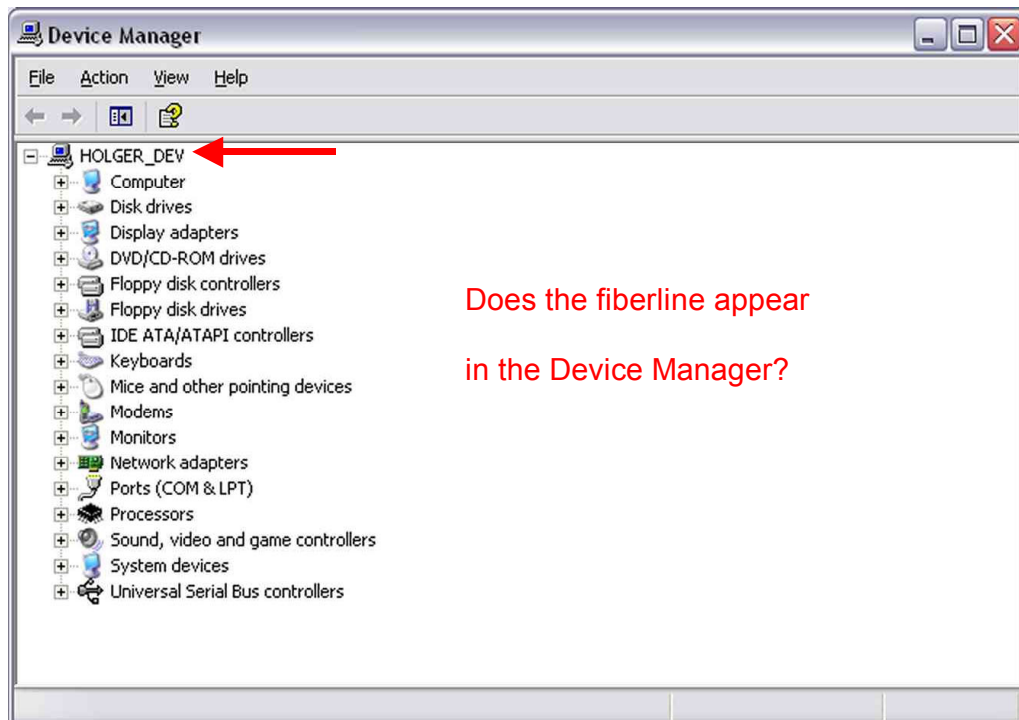 Device Manager
File Action View Help
HOLGER_DEV
Computer
Disk drives
Display adapters
DVD/CD-ROM drives
Floppy disk controllers
Floppy disk drives
IDE ATA/ATAPI controllers
Keyboards
Mice and other pointing devices
Modems
Monitors
Network adapters
Ports (COM & LPT)
Processors
Sound, video and game controllers
System devices
Universal Serial Bus controllers
Does the fiberline appear
in the Device Manager?